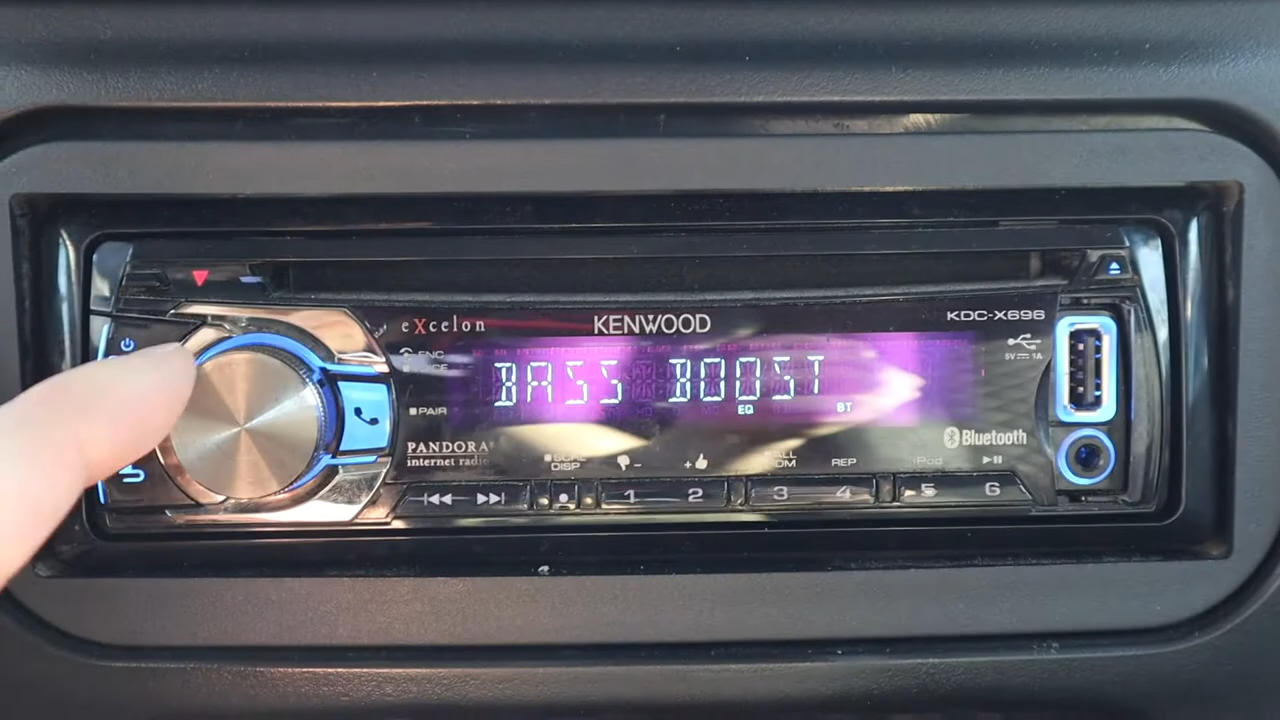 eXcelon
KENWOOD
KDC-X696
BASS BOOST
5V 1A
PAIR
EQ
BT
PANDORA
internet radio
Bluetooth
SCRL
DISP
–
+
REP
iPod
1
2
3
4
5
6